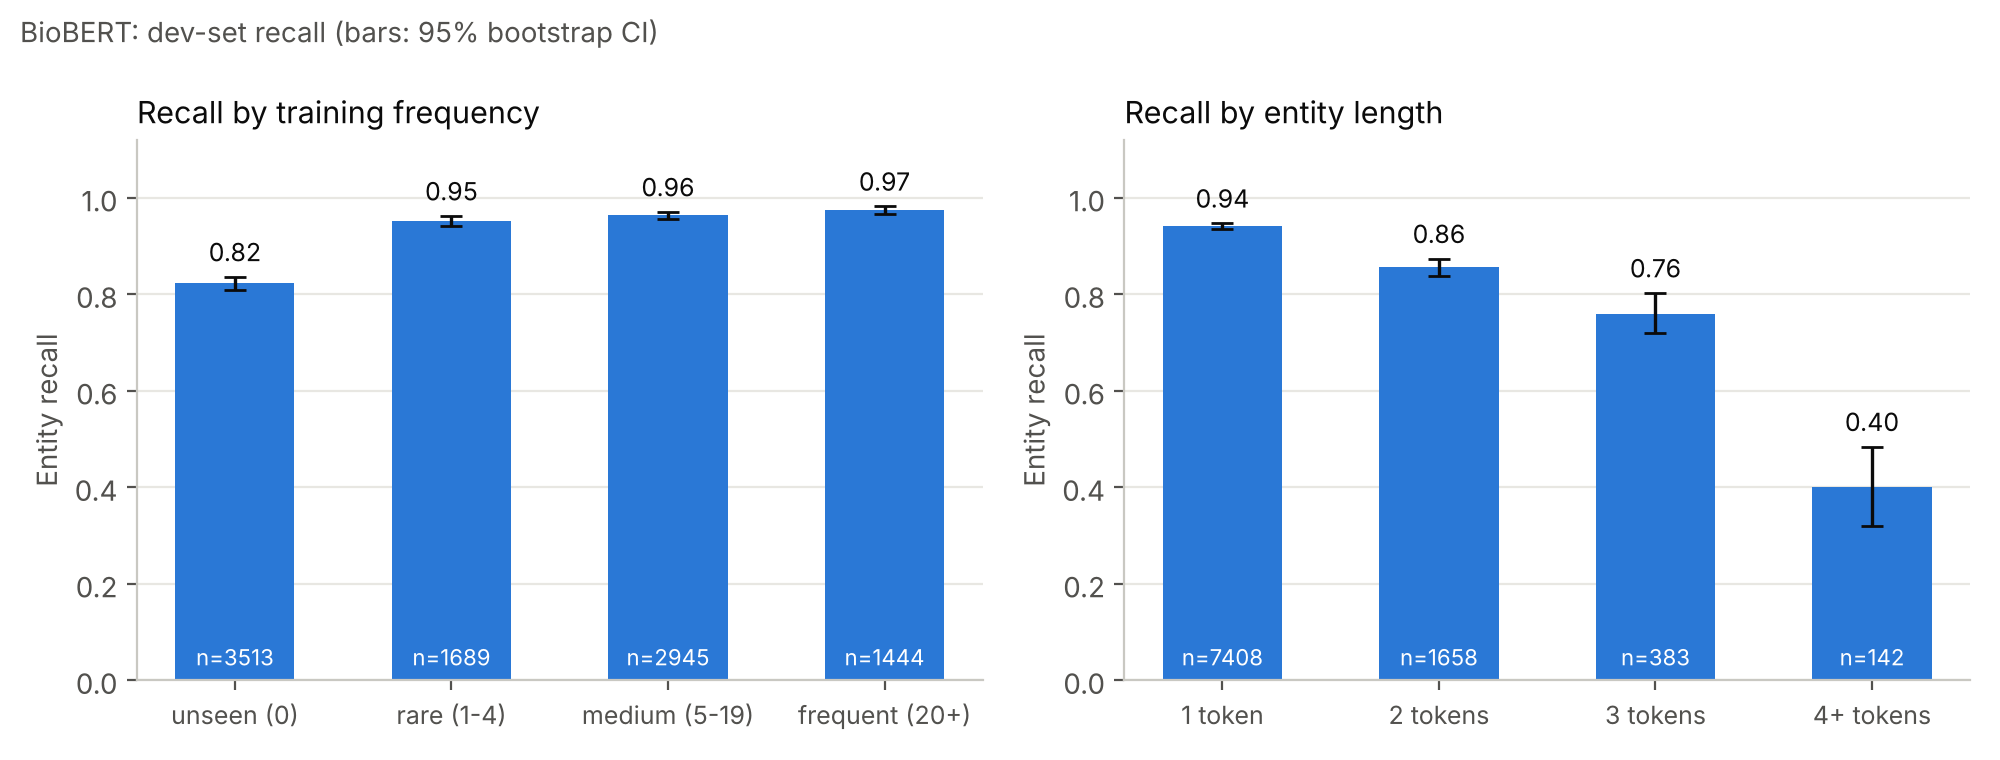 BioBERT: dev-set recall (bars: 95% bootstrap CI)
Recall by training frequency
Entity recall
1.0
0.8
0.6
0.4
0.2
0.0
0.82
0.95
0.96
0.97
n=3513
n=1689
n=2945
n=1444
unseen (0)
rare (1-4)
medium (5-19)
frequent (20+)
Recall by entity length
Entity recall
1.0
0.8
0.6
0.4
0.2
0.0
0.94
0.86
0.76
0.40
n=7408
n=1658
n=383
n=142
1 token
2 tokens
3 tokens
4+ tokens